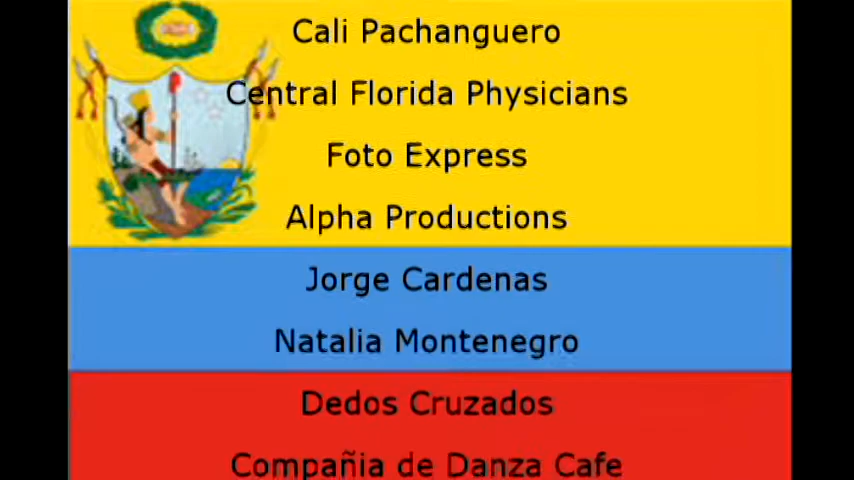 Cali Pachanguero
Central Florida Physicians
Foto Express
Alpha Productions
Jorge Cardenas
Natalia Montenegro
Dedos Cruzados
Compañia de Danza Cafe